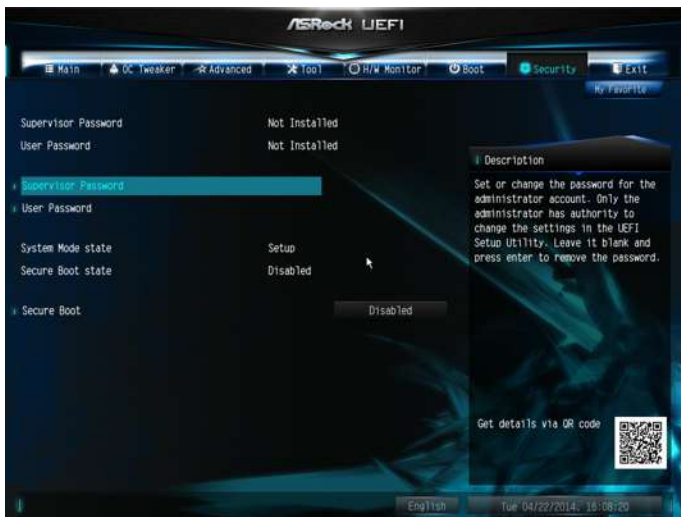 ASRock UEFI
Main OC Tweaker Advanced Tool H/W Monitor Boot Security Exit
My Favorite
Supervisor Password Not Installed
User Password Not Installed
Supervisor Password
User Password
System Mode state Setup
Secure Boot state Disabled
Secure Boot Disabled
Description
Set or change the password for the
administrator account. Only the
administrator has authority to
change the settings in the UEFI
Setup Utility. Leave it blank and
press enter to remove the password.
Get details via QR code
English Tue 04/22/2014. 16:08:20